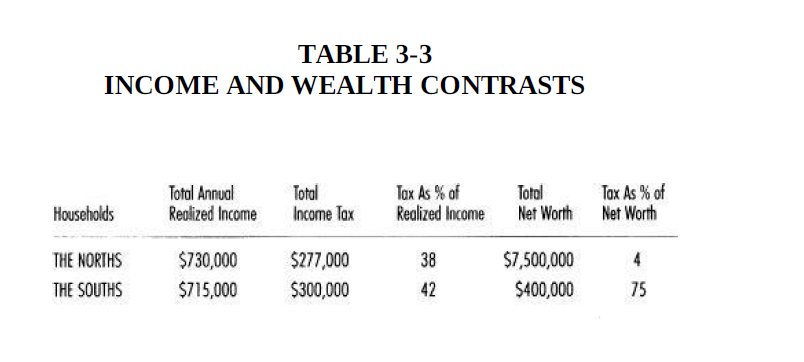 TABLE 3-3
INCOME AND WEALTH CONTRASTS
Total Annual Total Tax As % of Total Tax As % of
Households Realized Income Income Tax Realized Income Net Worth Net Worth
THE NORTHS $730,000 $277,000 38 $7,500,000 4
THE SOUTHS $715,000 $300,000 42 $400,000 75